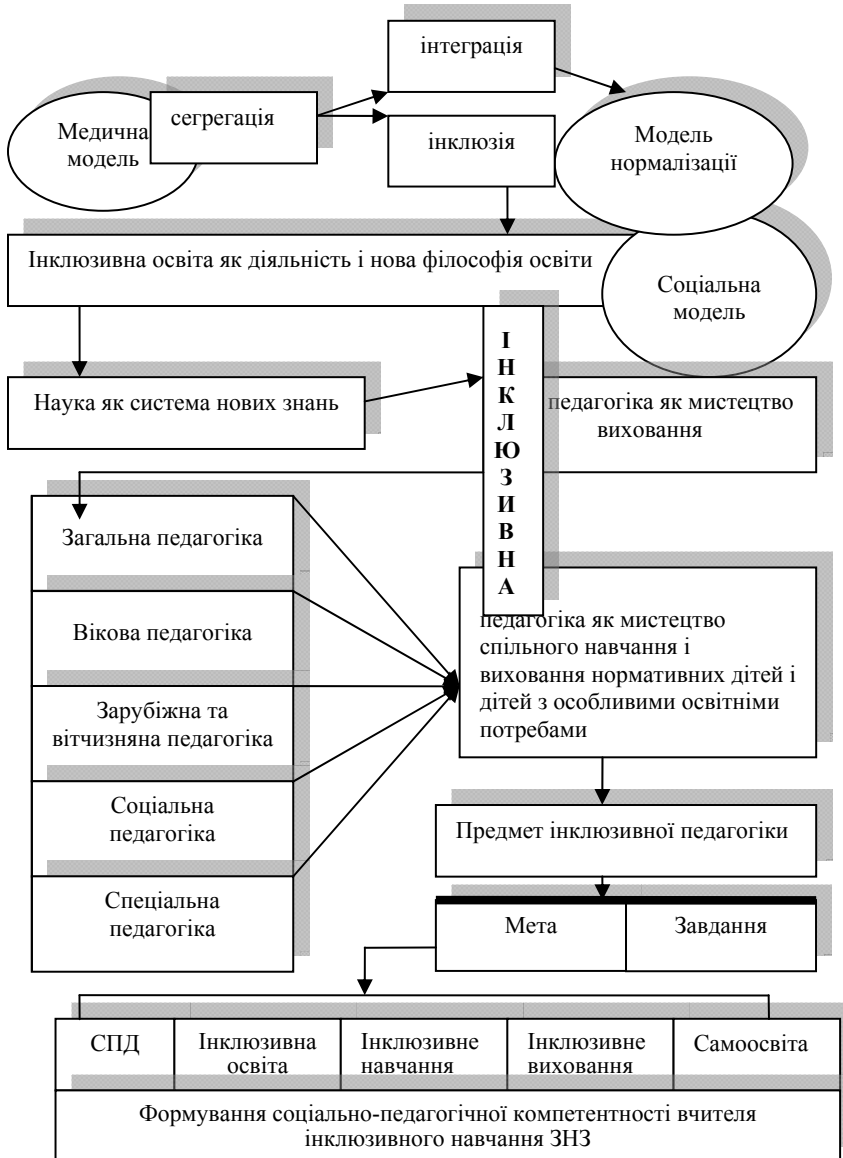 інтеграція
Медична
модель
сегрегація
інклюзія
Модель
нормалізації
Інклюзивна освіта як діяльність і нова філософія освіти
Соціальна
модель
ІНКЛЮЗИВНА
Наука як система нових знань
педагогіка як мистецтво
виховання
Загальна педагогіка
Вікова педагогіка
Зарубіжна та
вітчизняна педагогіка
Соціальна
педагогіка
Спеціальна
педагогіка
педагогіка як мистецтво
спільного навчання і
виховання нормативних дітей і
дітей з особливими освітніми
потребами
Предмет інклюзивної педагогіки
Мета
Завдання
СПД
Інклюзивна
освіта
Інклюзивне
навчання
Інклюзивне
виховання
Самоосвіта
Формування соціально-педагогічної компетентності вчителя
інклюзивного навчання ЗНЗ